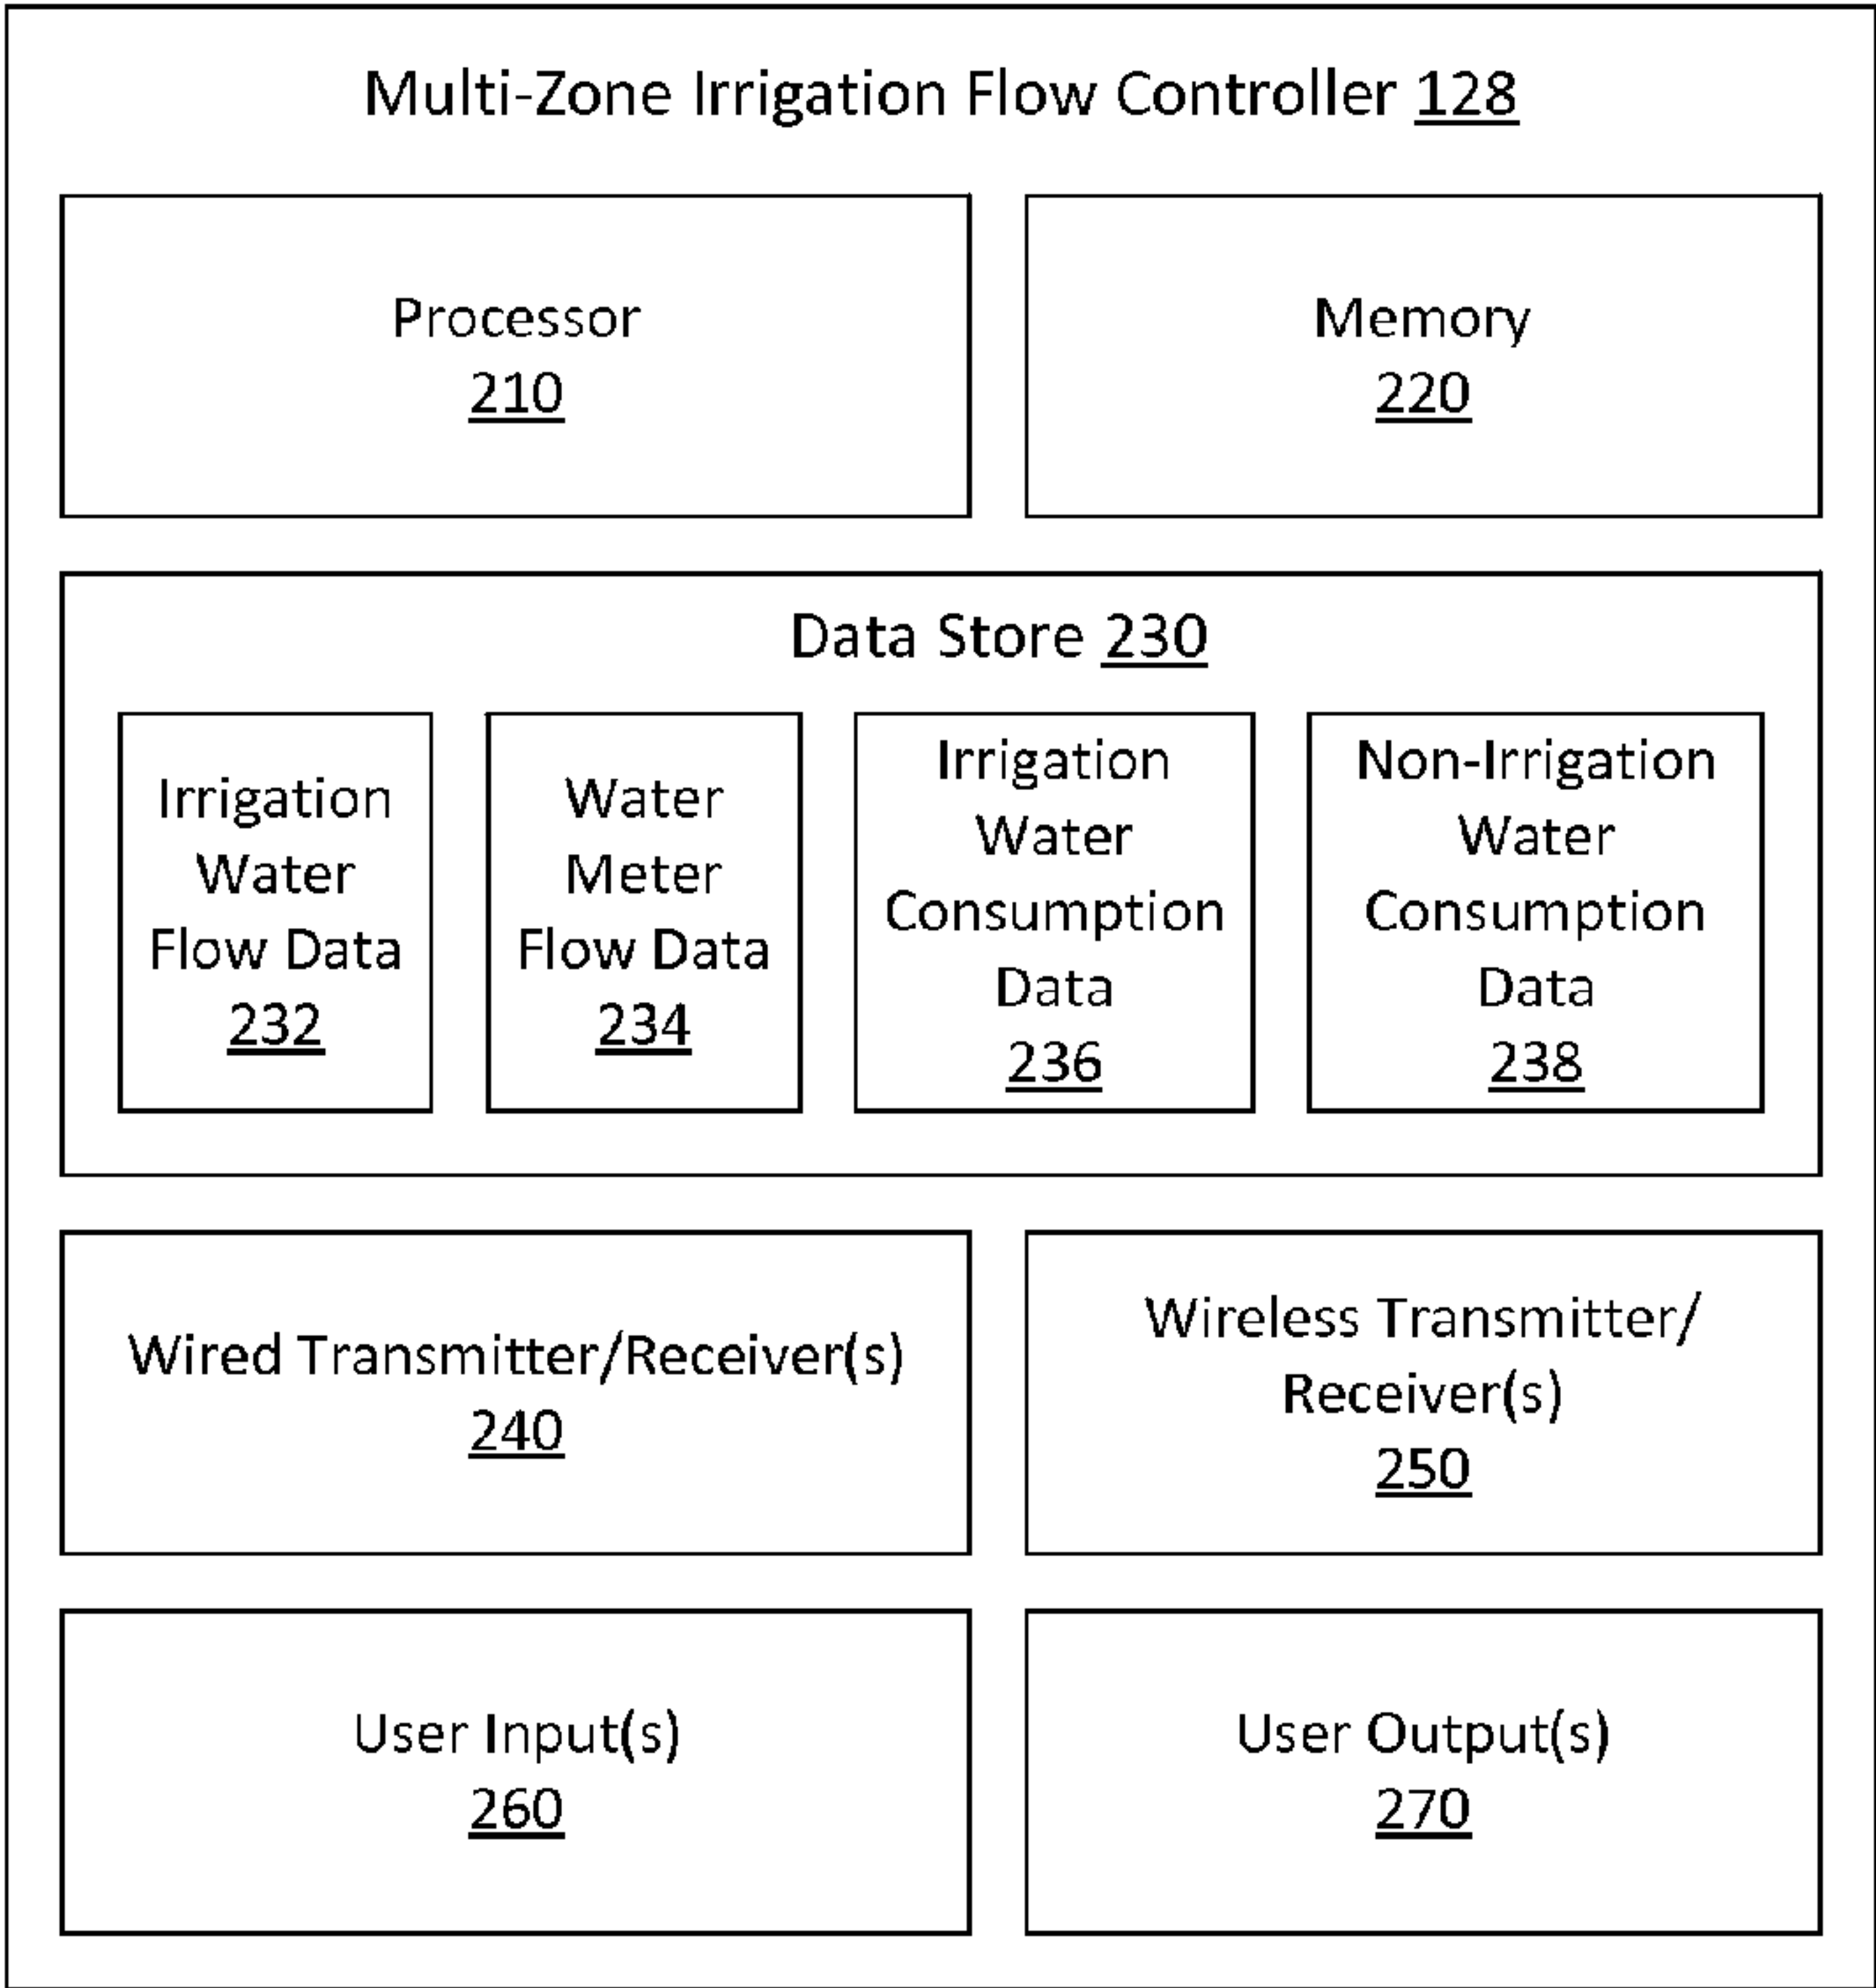 Multi-Zone Irrigation Flow Controller 128
Processor
210
Memory
220
Data Store 230
Irrigation
Water
Flow Data
232
Water
Meter
Flow Data
234
Irrigation
Water
Consumption
Data
236
Non-Irrigation
Water
Consumption
Data
238
Wired Transmitter/Receiver(s)
240
Wireless Transmitter/
Receiver(s)
250
User Input(s)
260
User Output(s)
270